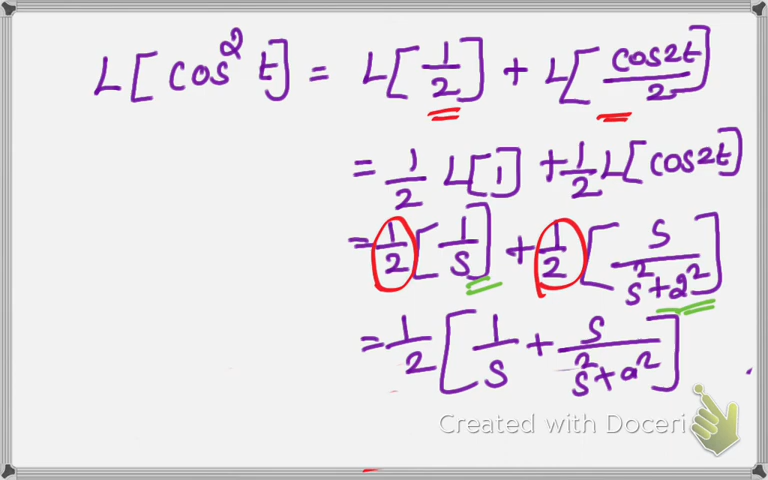 L[cos²t] = L[1/2] + L[cos2t/2]
= 1/2 L[1] + 1/2 L[cos2t]
= 1/2 [1/s] + 1/2 [s/s²+2²]
= 1/2 [1/s + s/s²+a²]
Created with Doceri